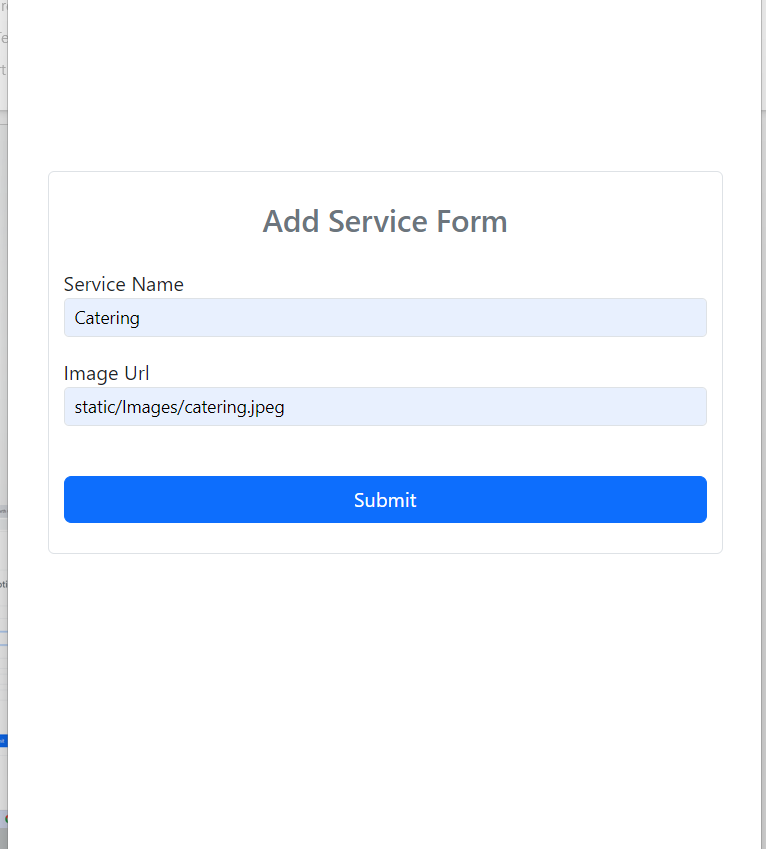 Add Service Form
Service Name
Catering
Image Url
static/Images/catering.jpeg
Submit